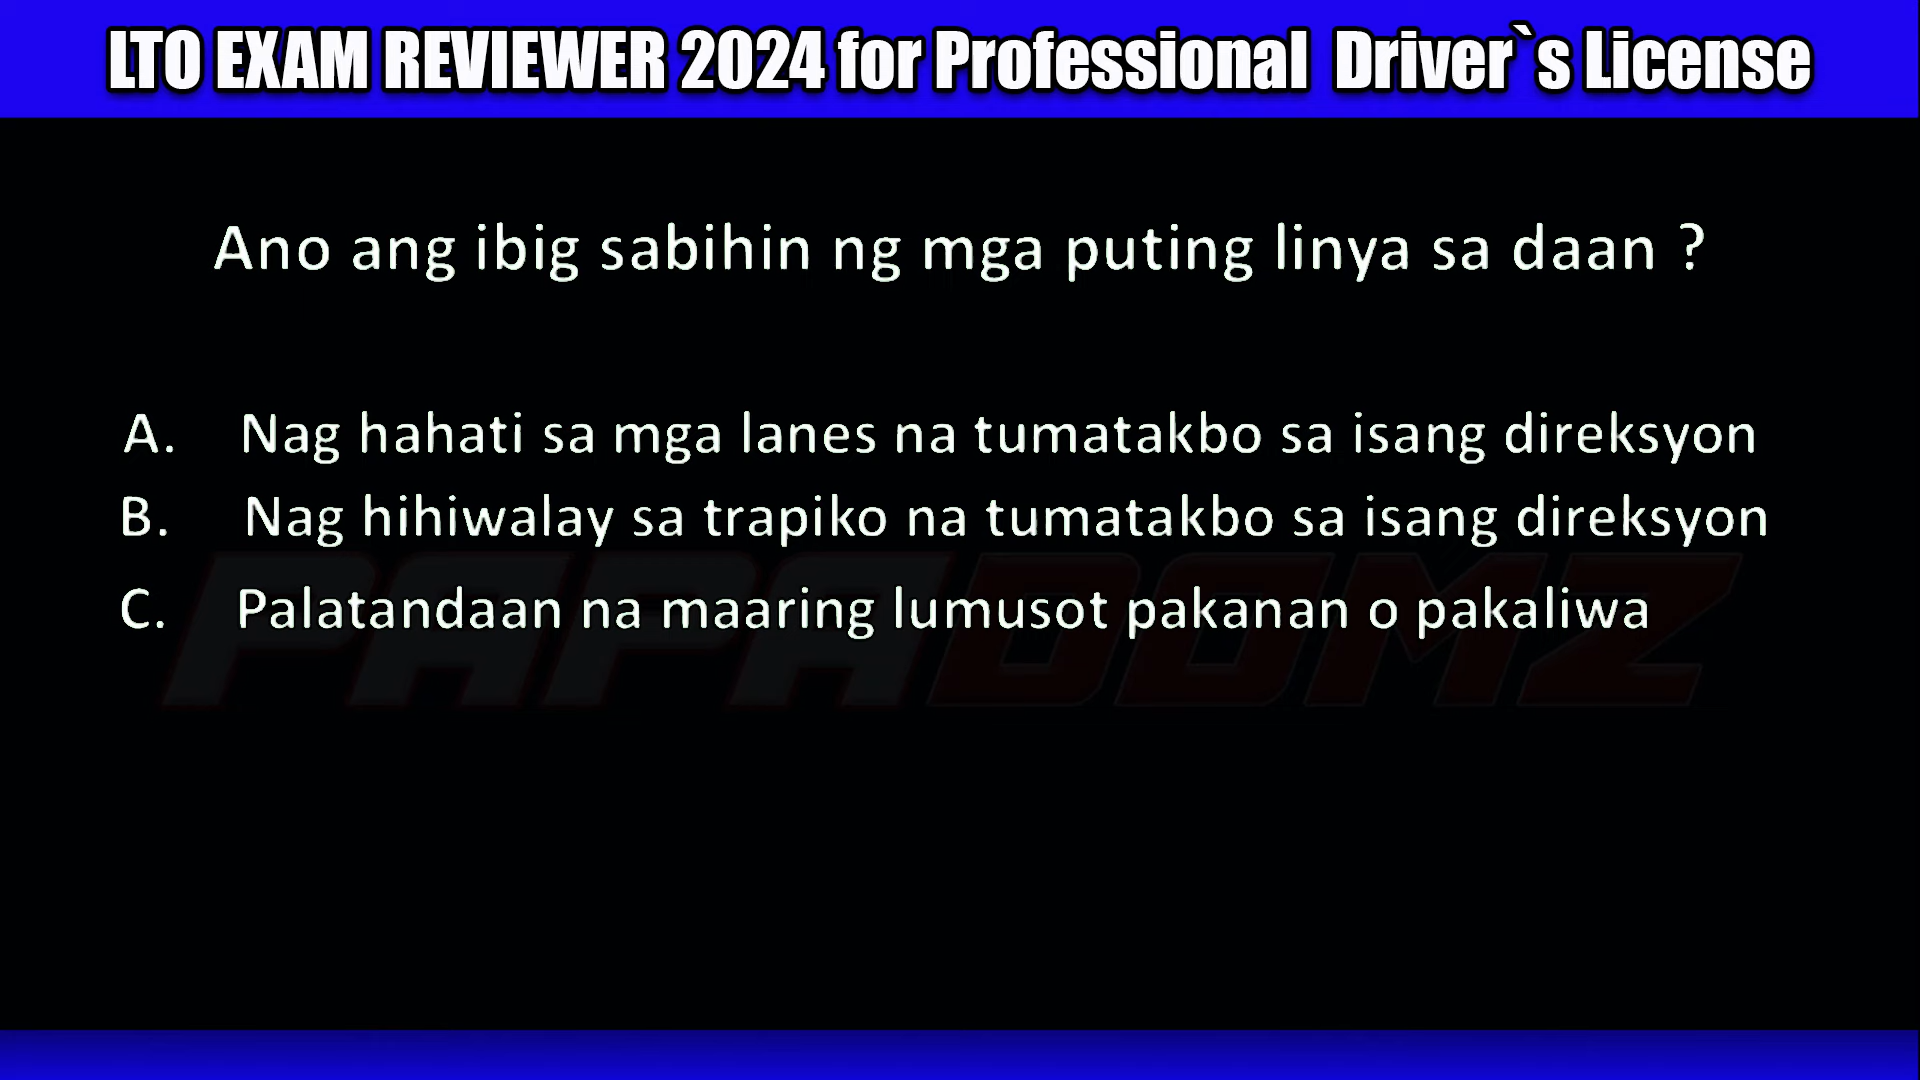 LTO EXAM REVIEWER 2024 for Professional Driver`s License
Ano ang ibig sabihin ng mga puting linya sa daan ?
A. Nag hahati sa mga lanes na tumatakbo sa isang direksyon
B. Nag hihiwalay sa trapiko na tumatakbo sa isang direksyon
C. Palatandaan na maaring lumusot pakanan o pakaliwa
PAPADOMZ